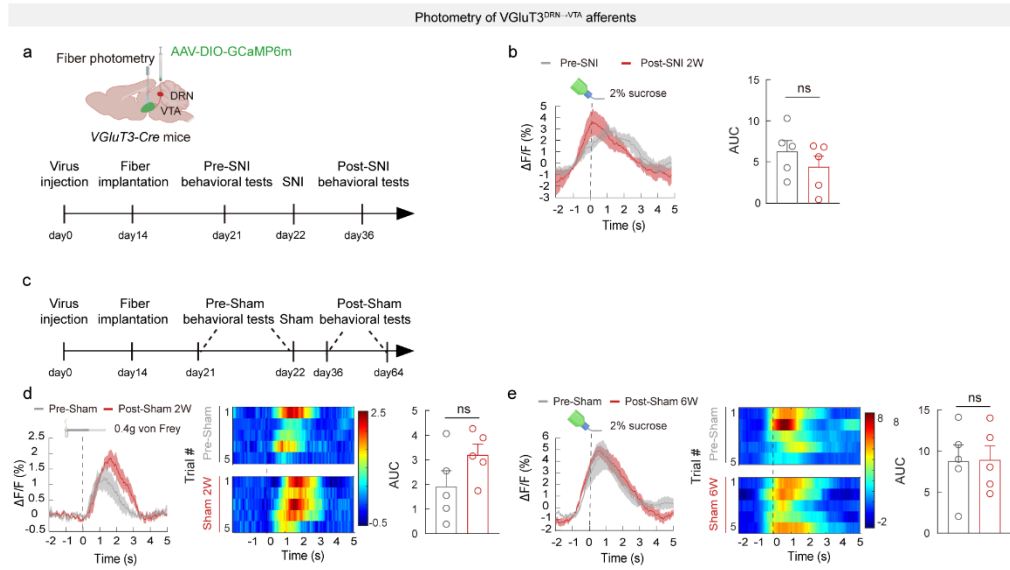 Photometry of VGluT3DRN→VTA afferents
a
AAV-DIO-GCaMP6m
Fiber photometry
DRN
VTA
VGluT3-Cre mice
Virus injection
Fiber implantation
Pre-SNI behavioral tests
SNI
Post-SNI behavioral tests
day0
day14
day21
day22
day36
b
Pre-SNI
Post-SNI 2W
2% sucrose
ΔF/F (%)
5
4
3
2
1
0
-1
-2
-3
-2 -1 0 1 2 3 4 5
Time (s)
ns
AUC
15
10
5
0
c
Virus injection
Fiber implantation
Pre-Sham behavioral tests
Sham
Post-Sham behavioral tests
day0
day14
day21
day22
day36
day64
d
Pre-Sham
Post-Sham 2W
0.4g von Frey
ΔF/F (%)
2.5
2
1.5
1
0.5
0
-0.5
-2 -1 0 1 2 3 4 5
Time (s)
Trial #
Pre-Sham
1
5
Sham 2W
1
5
-2 -1 0 1 2 3 4 5
Time (s)
2.5
-0.5
ns
AUC
5
4
3
2
1
0
e
Pre-Sham
Post-Sham 6W
2% sucrose
ΔF/F (%)
6
5
4
3
2
1
0
-1
-2
-2 -1 0 1 2 3 4 5
Time (s)
Trial #
Pre-Sham
1
5
Sham 6W
1
5
-2 -1 0 1 2 3 4 5
Time (s)
8
8
-2
ns
AUC
15
10
5
0